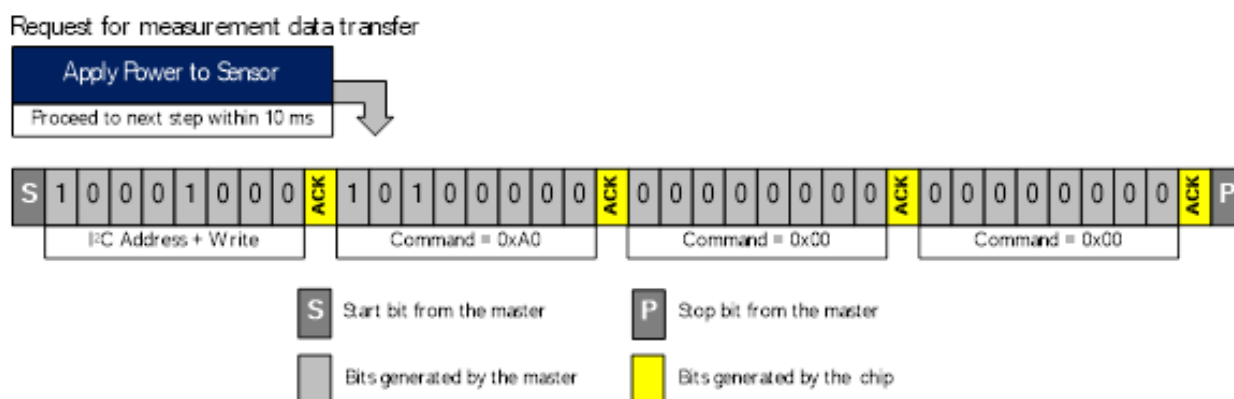 Request for measurement data transfer
Apply Power to Sensor
Proceed to next step within 10 ms
S 1 0 0 0 1 0 0 0 ACK 1 0 1 0 0 0 0 0 ACK 0 0 0 0 0 0 0 0 ACK 0 0 0 0 0 0 0 0 ACK P
I²C Address + Write Command = 0xA0 Command = 0x00 Command = 0x00
S Start bit from the master P Stop bit from the master
Bits generated by the master Bits generated by the chip